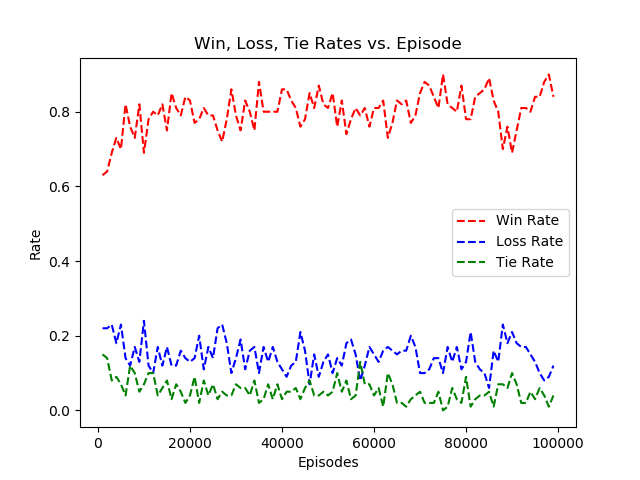 Win, Loss, Tie Rates vs. Episode
0.8
0.6
0.4
0.2
0.0
Rate
Win Rate
Loss Rate
Tie Rate
0 20000 40000 60000 80000 100000
Episodes